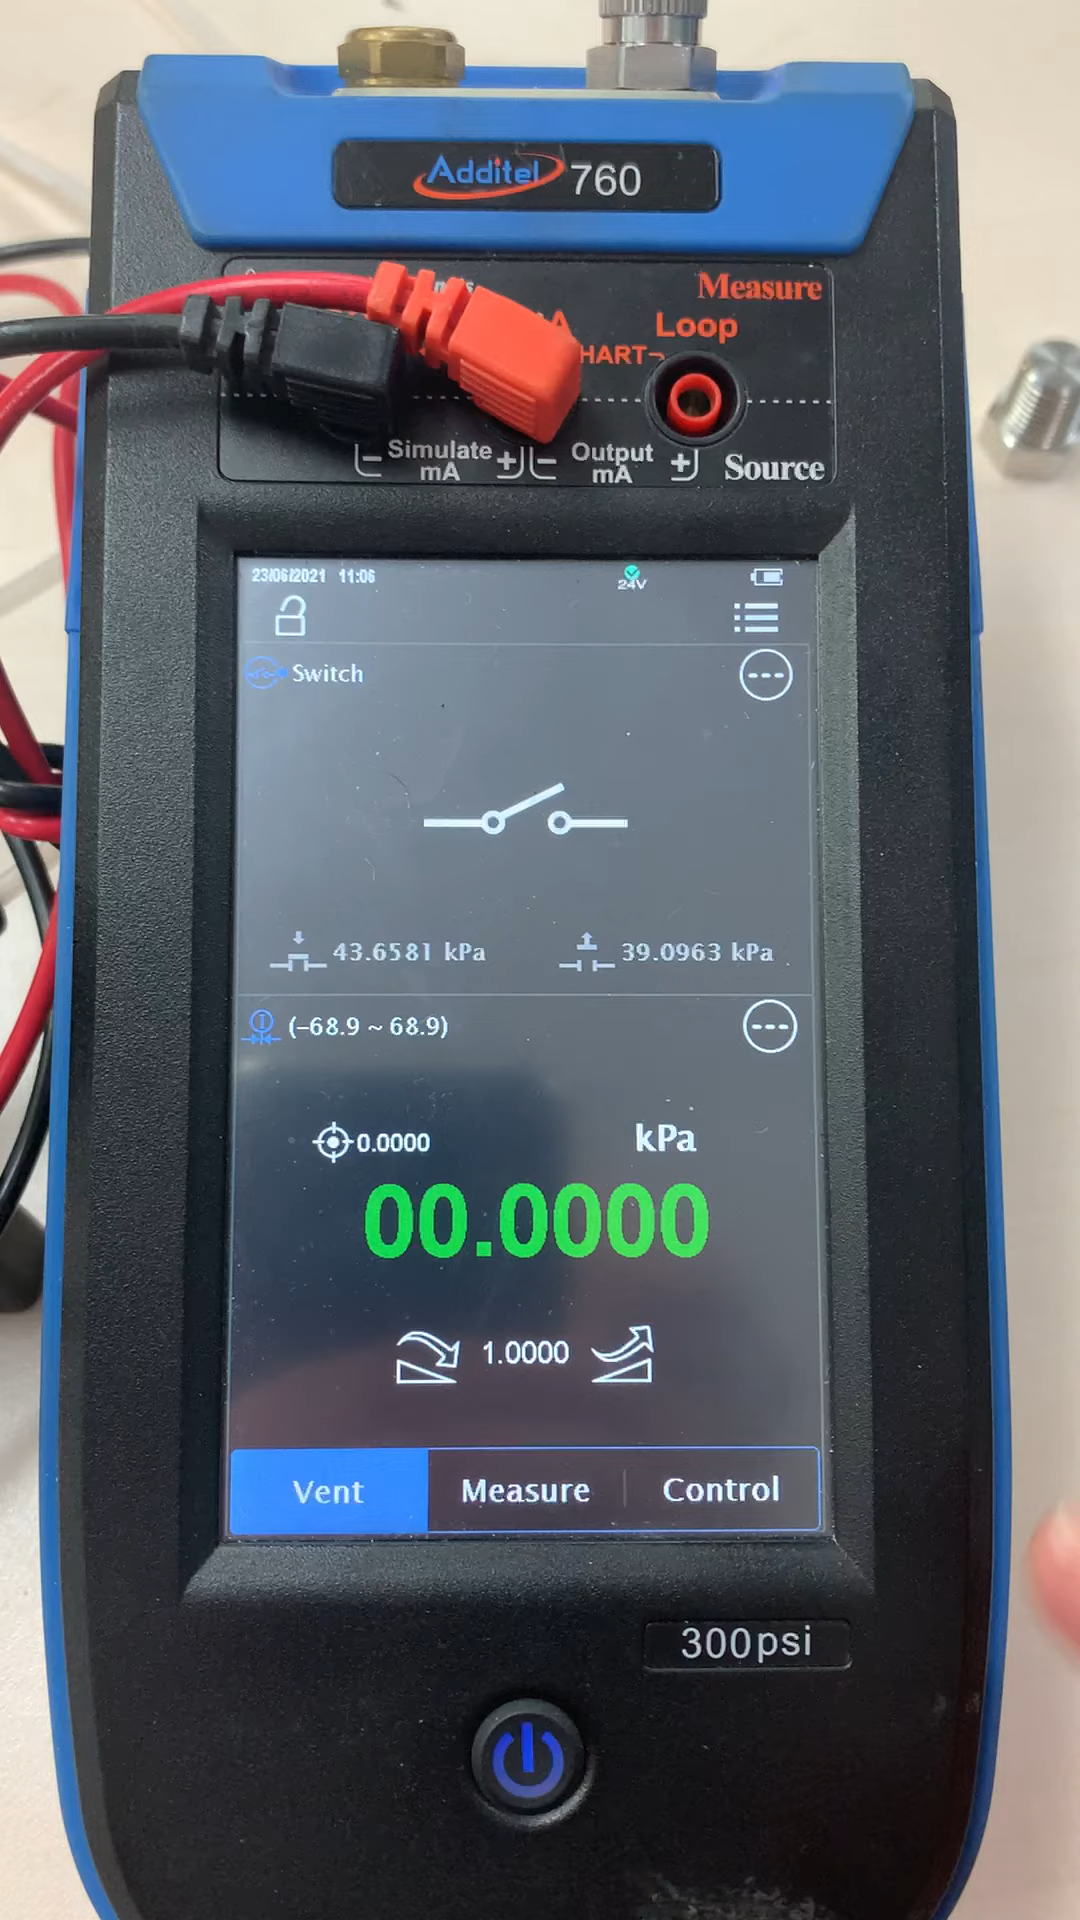 Additel 760
Measure
Loop
HART
Simulate
mA
Output
mA
Source
23/06/2021 11:06
24V
Switch
43.6581 kPa
39.0963 kPa
(-68.9 ~ 68.9)
0.0000
kPa
00.0000
1.0000
Vent
Measure
Control
300psi